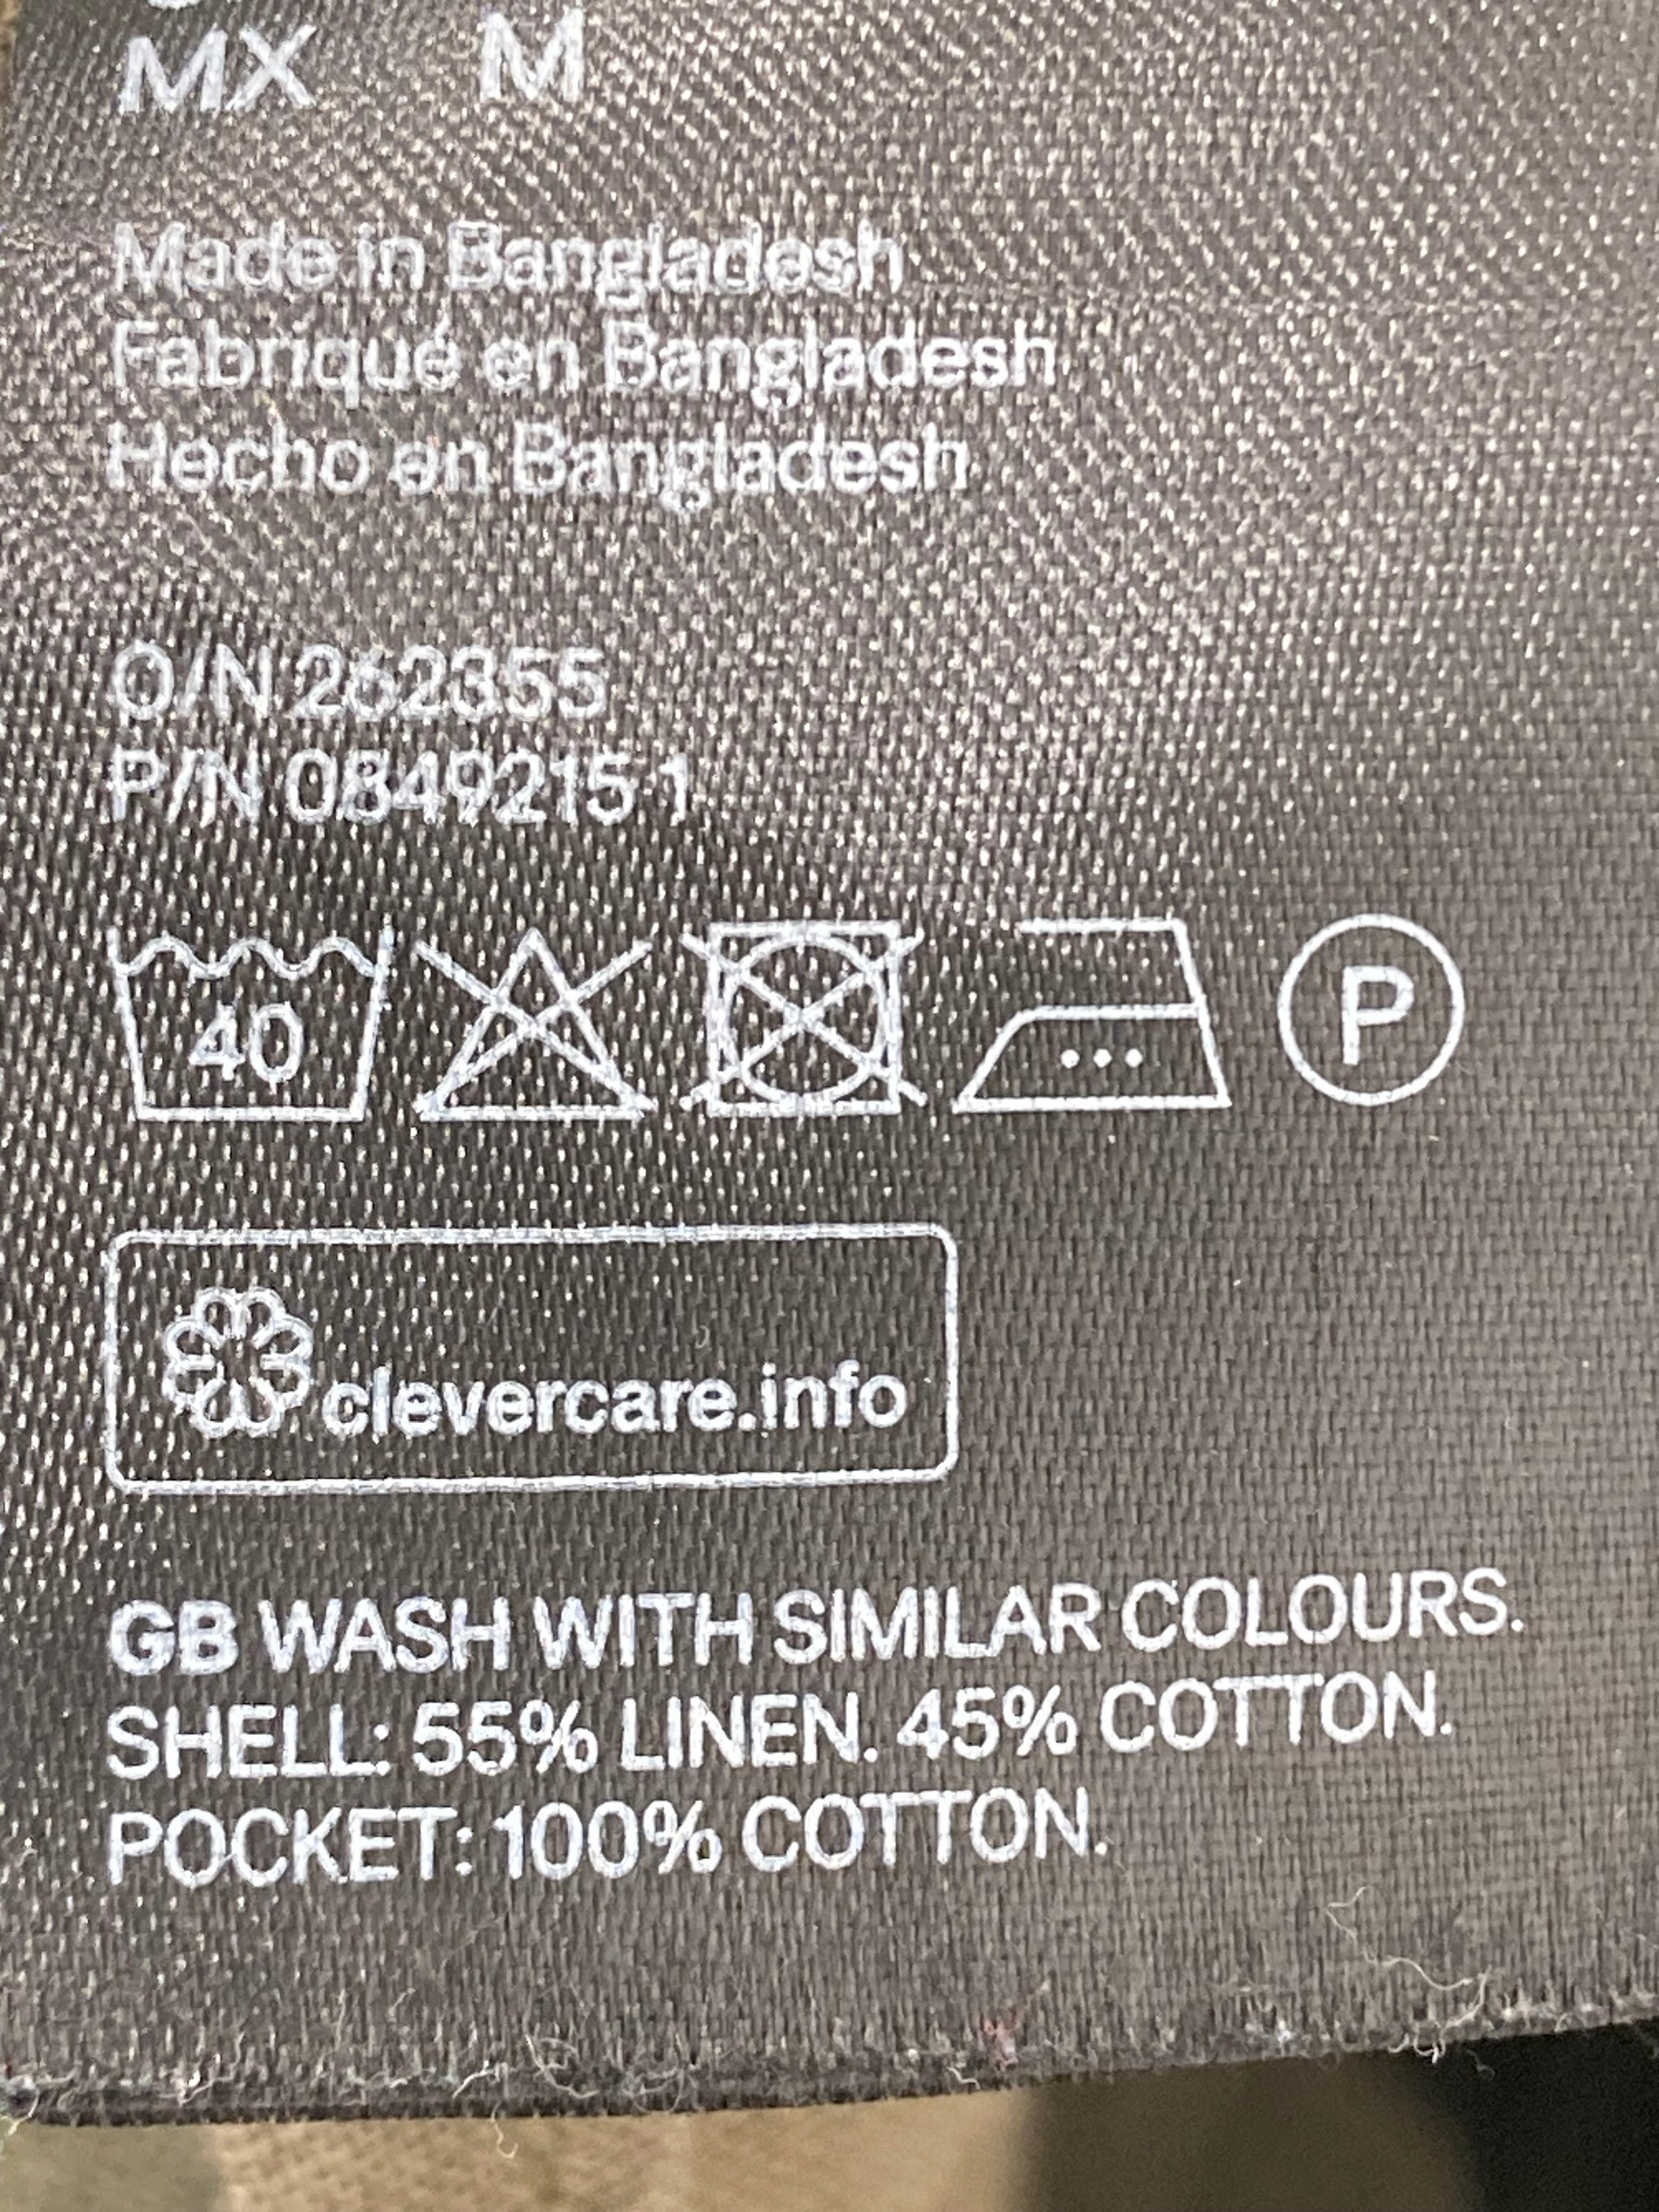 MX M
Made in Bangladesh
Fabriqué en Bangladesh
Hecho en Bangladesh
O/N 262355
P/N 0849215 1
40
P
clevercare.info
GB WASH WITH SIMILAR COLOURS.
SHELL: 55% LINEN. 45% COTTON.
POCKET: 100% COTTON.